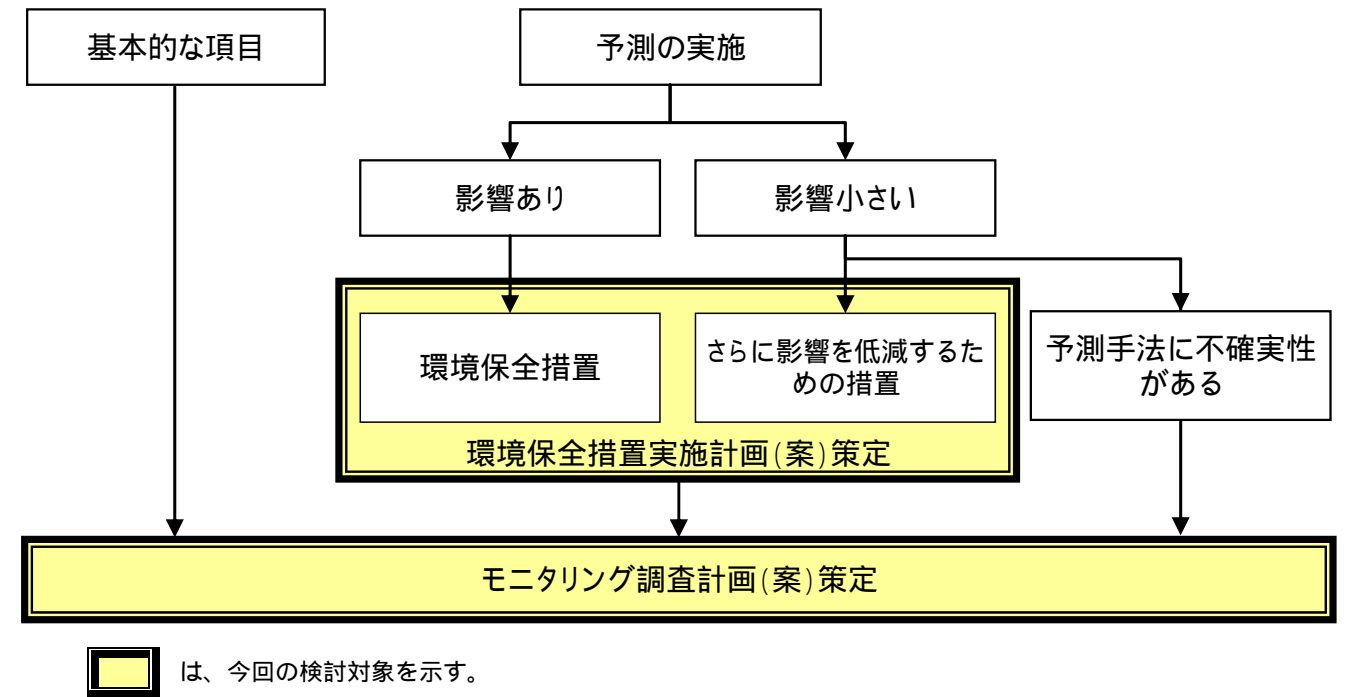 基本的な項目
予測の実施
影響あり
影響小さい
環境保全措置
さらに影響を低減するた
めの措置
予測手法に不確実性
がある
環境保全措置実施計画(案)策定
モニタリング調査計画(案)策定
は、今回の検討対象を示す。